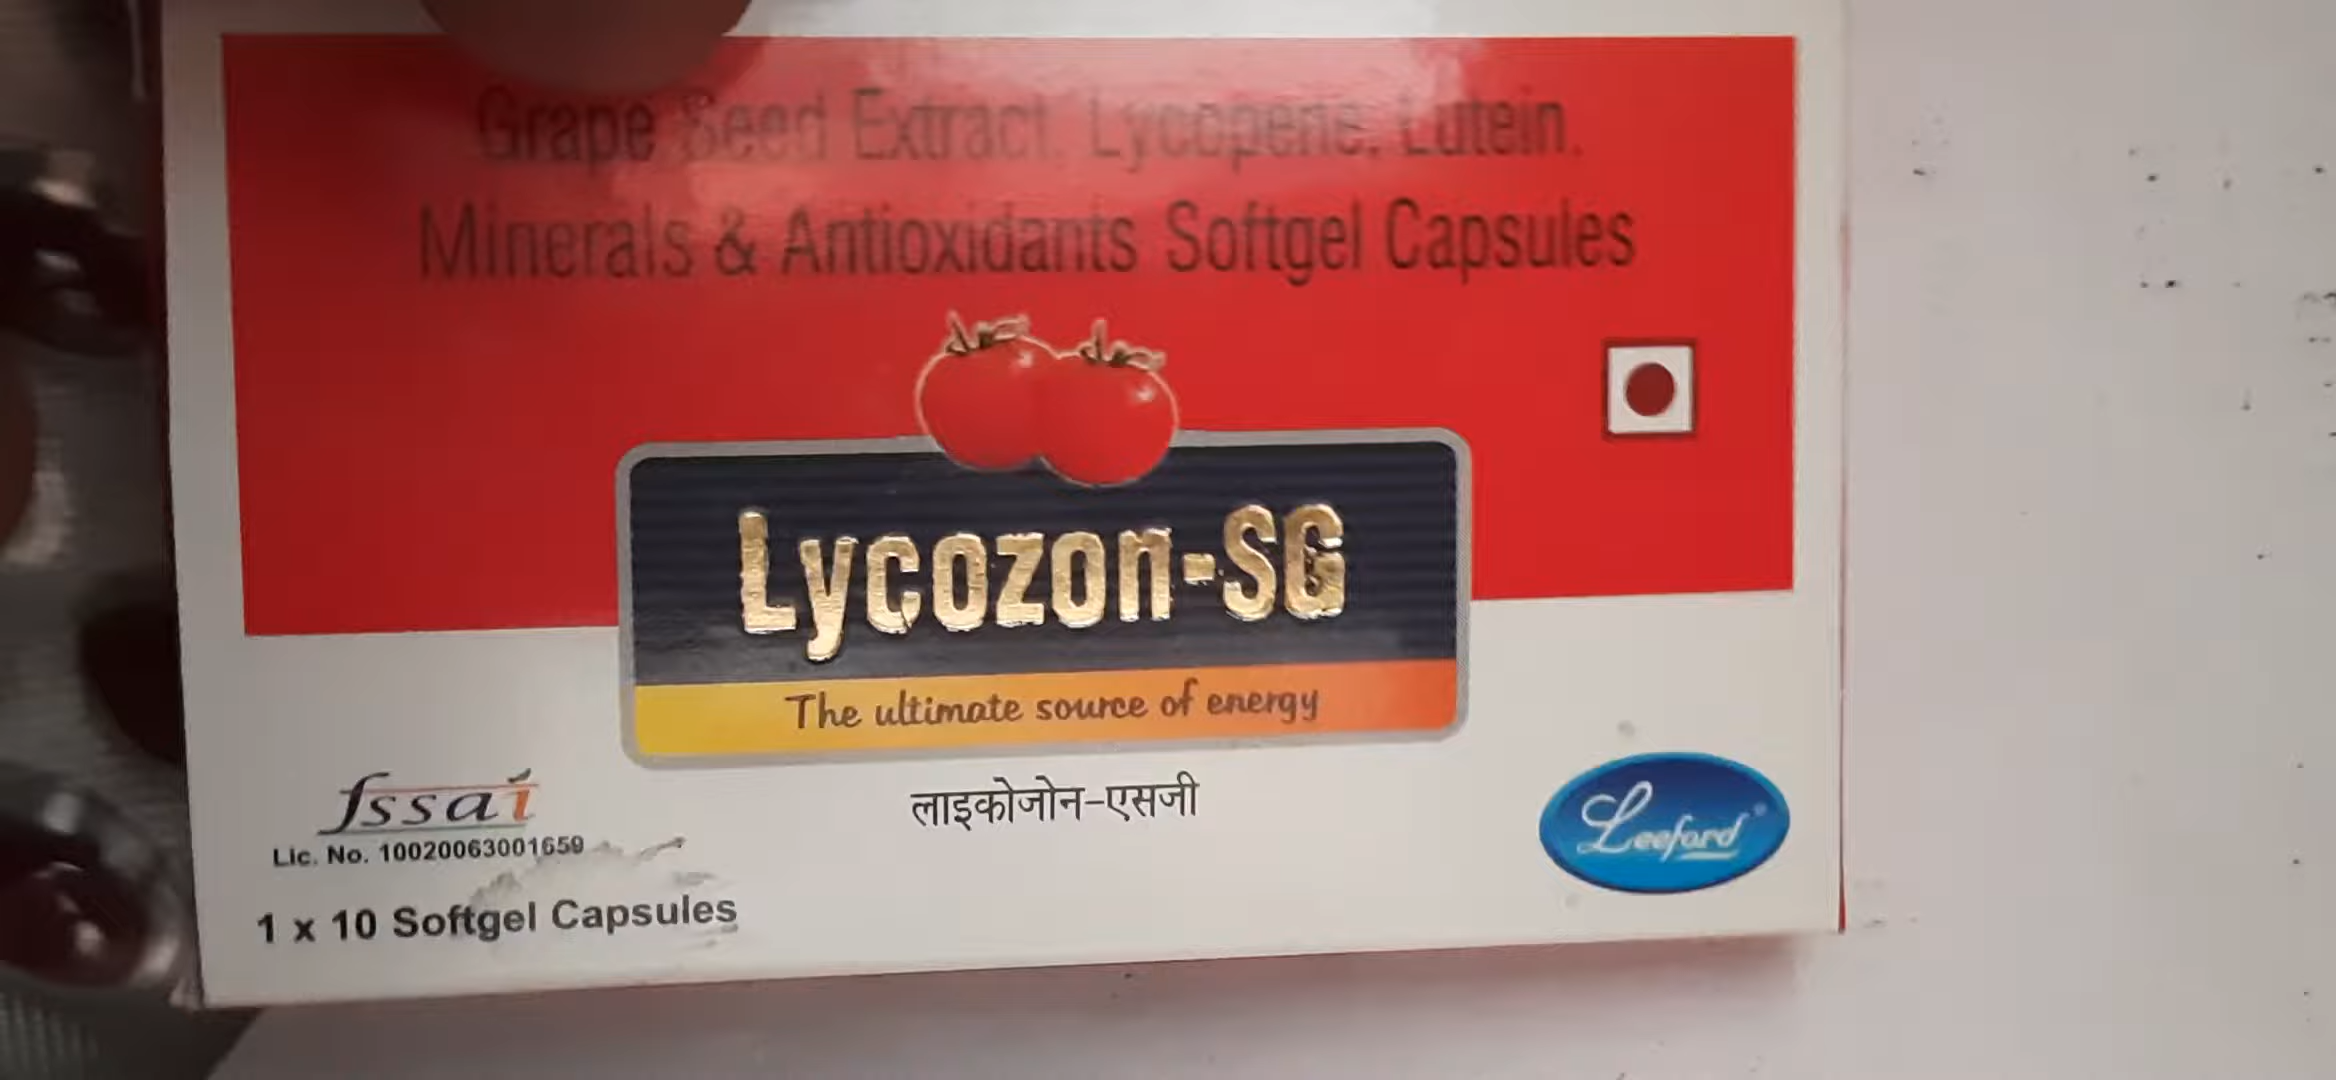 Grape Seed Extract, Lycopene, Lutein,
Minerals & Antioxidants Softgel Capsules
Lycozon-SG
The ultimate source of energy
लाइकोजोन-एसजी
fssai
Lic. No. 10020063001659
1 x 10 Softgel Capsules
Leeford®